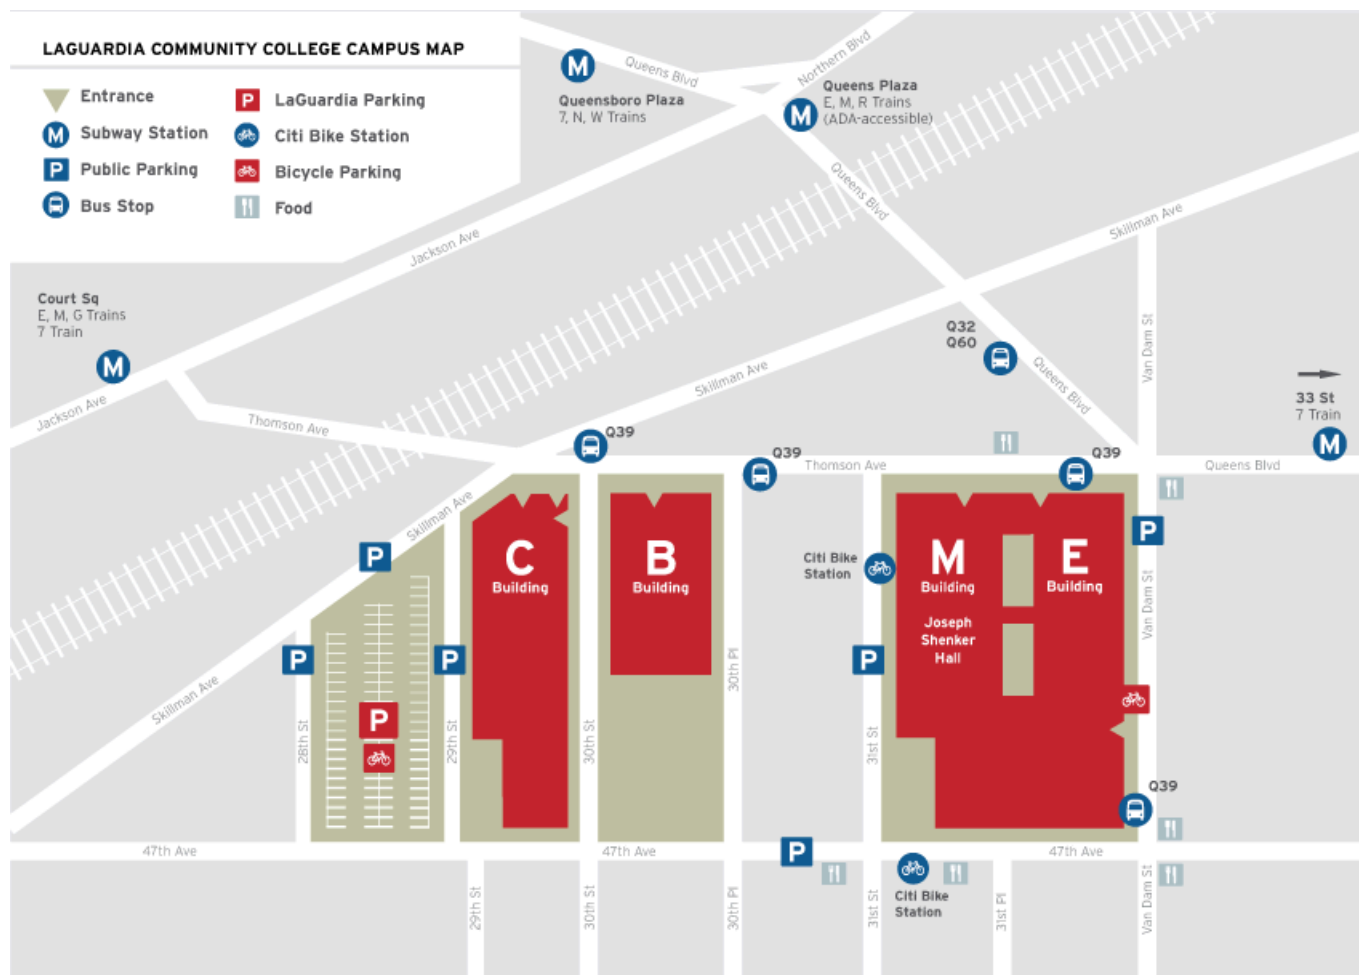 LAGUARDIA COMMUNITY COLLEGE CAMPUS MAP
Entrance
M
Subway Station
P
Public Parking
Bus Stop
P
LaGuardia Parking
Citi Bike Station
Bicycle Parking
Food
Queens Blvd
Northern Blvd
M
Queensboro Plaza
7, N, W Trains
M
Queens Plaza
E, M, R Trains
(ADA-accessible)
Queens Blvd
Skillman Ave
Jackson Ave
Court Sq
E, M, G Trains
7 Train
M
Jackson Ave
Thomson Ave
Skillman Ave
Q32
Q60
Queens Blvd
Van Dam St
33 St
7 Train
M
Q39
Q39
Thomson Ave
Q39
Queens Blvd
Skillman Ave
P
C
Building
B
Building
Citi Bike
Station
M
Building
Joseph
Shenker
Hall
E
Building
P
Van Dam St
P
P
P
30th Pl
Skillman Ave
P
28th St
29th St
30th St
31st St
Q39
47th Ave
47th Ave
P
47th Ave
Citi Bike
Station
29th St
30th St
30th Pl
31st St
31st Pl
Van Dam St